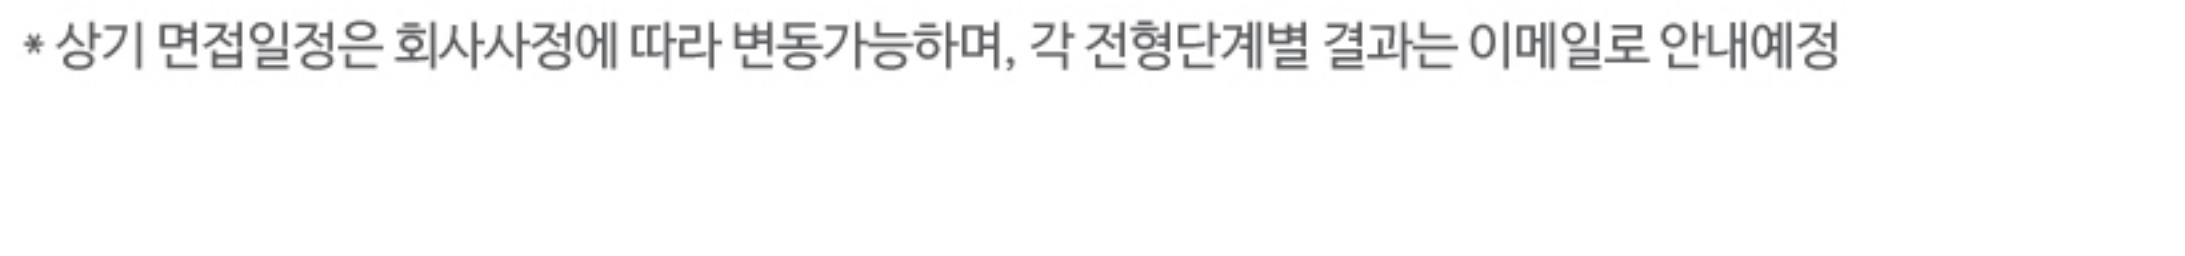 * 상기 면접일정은 회사사정에 따라 변동가능하며, 각 전형단계별 결과는 이메일로 안내예정